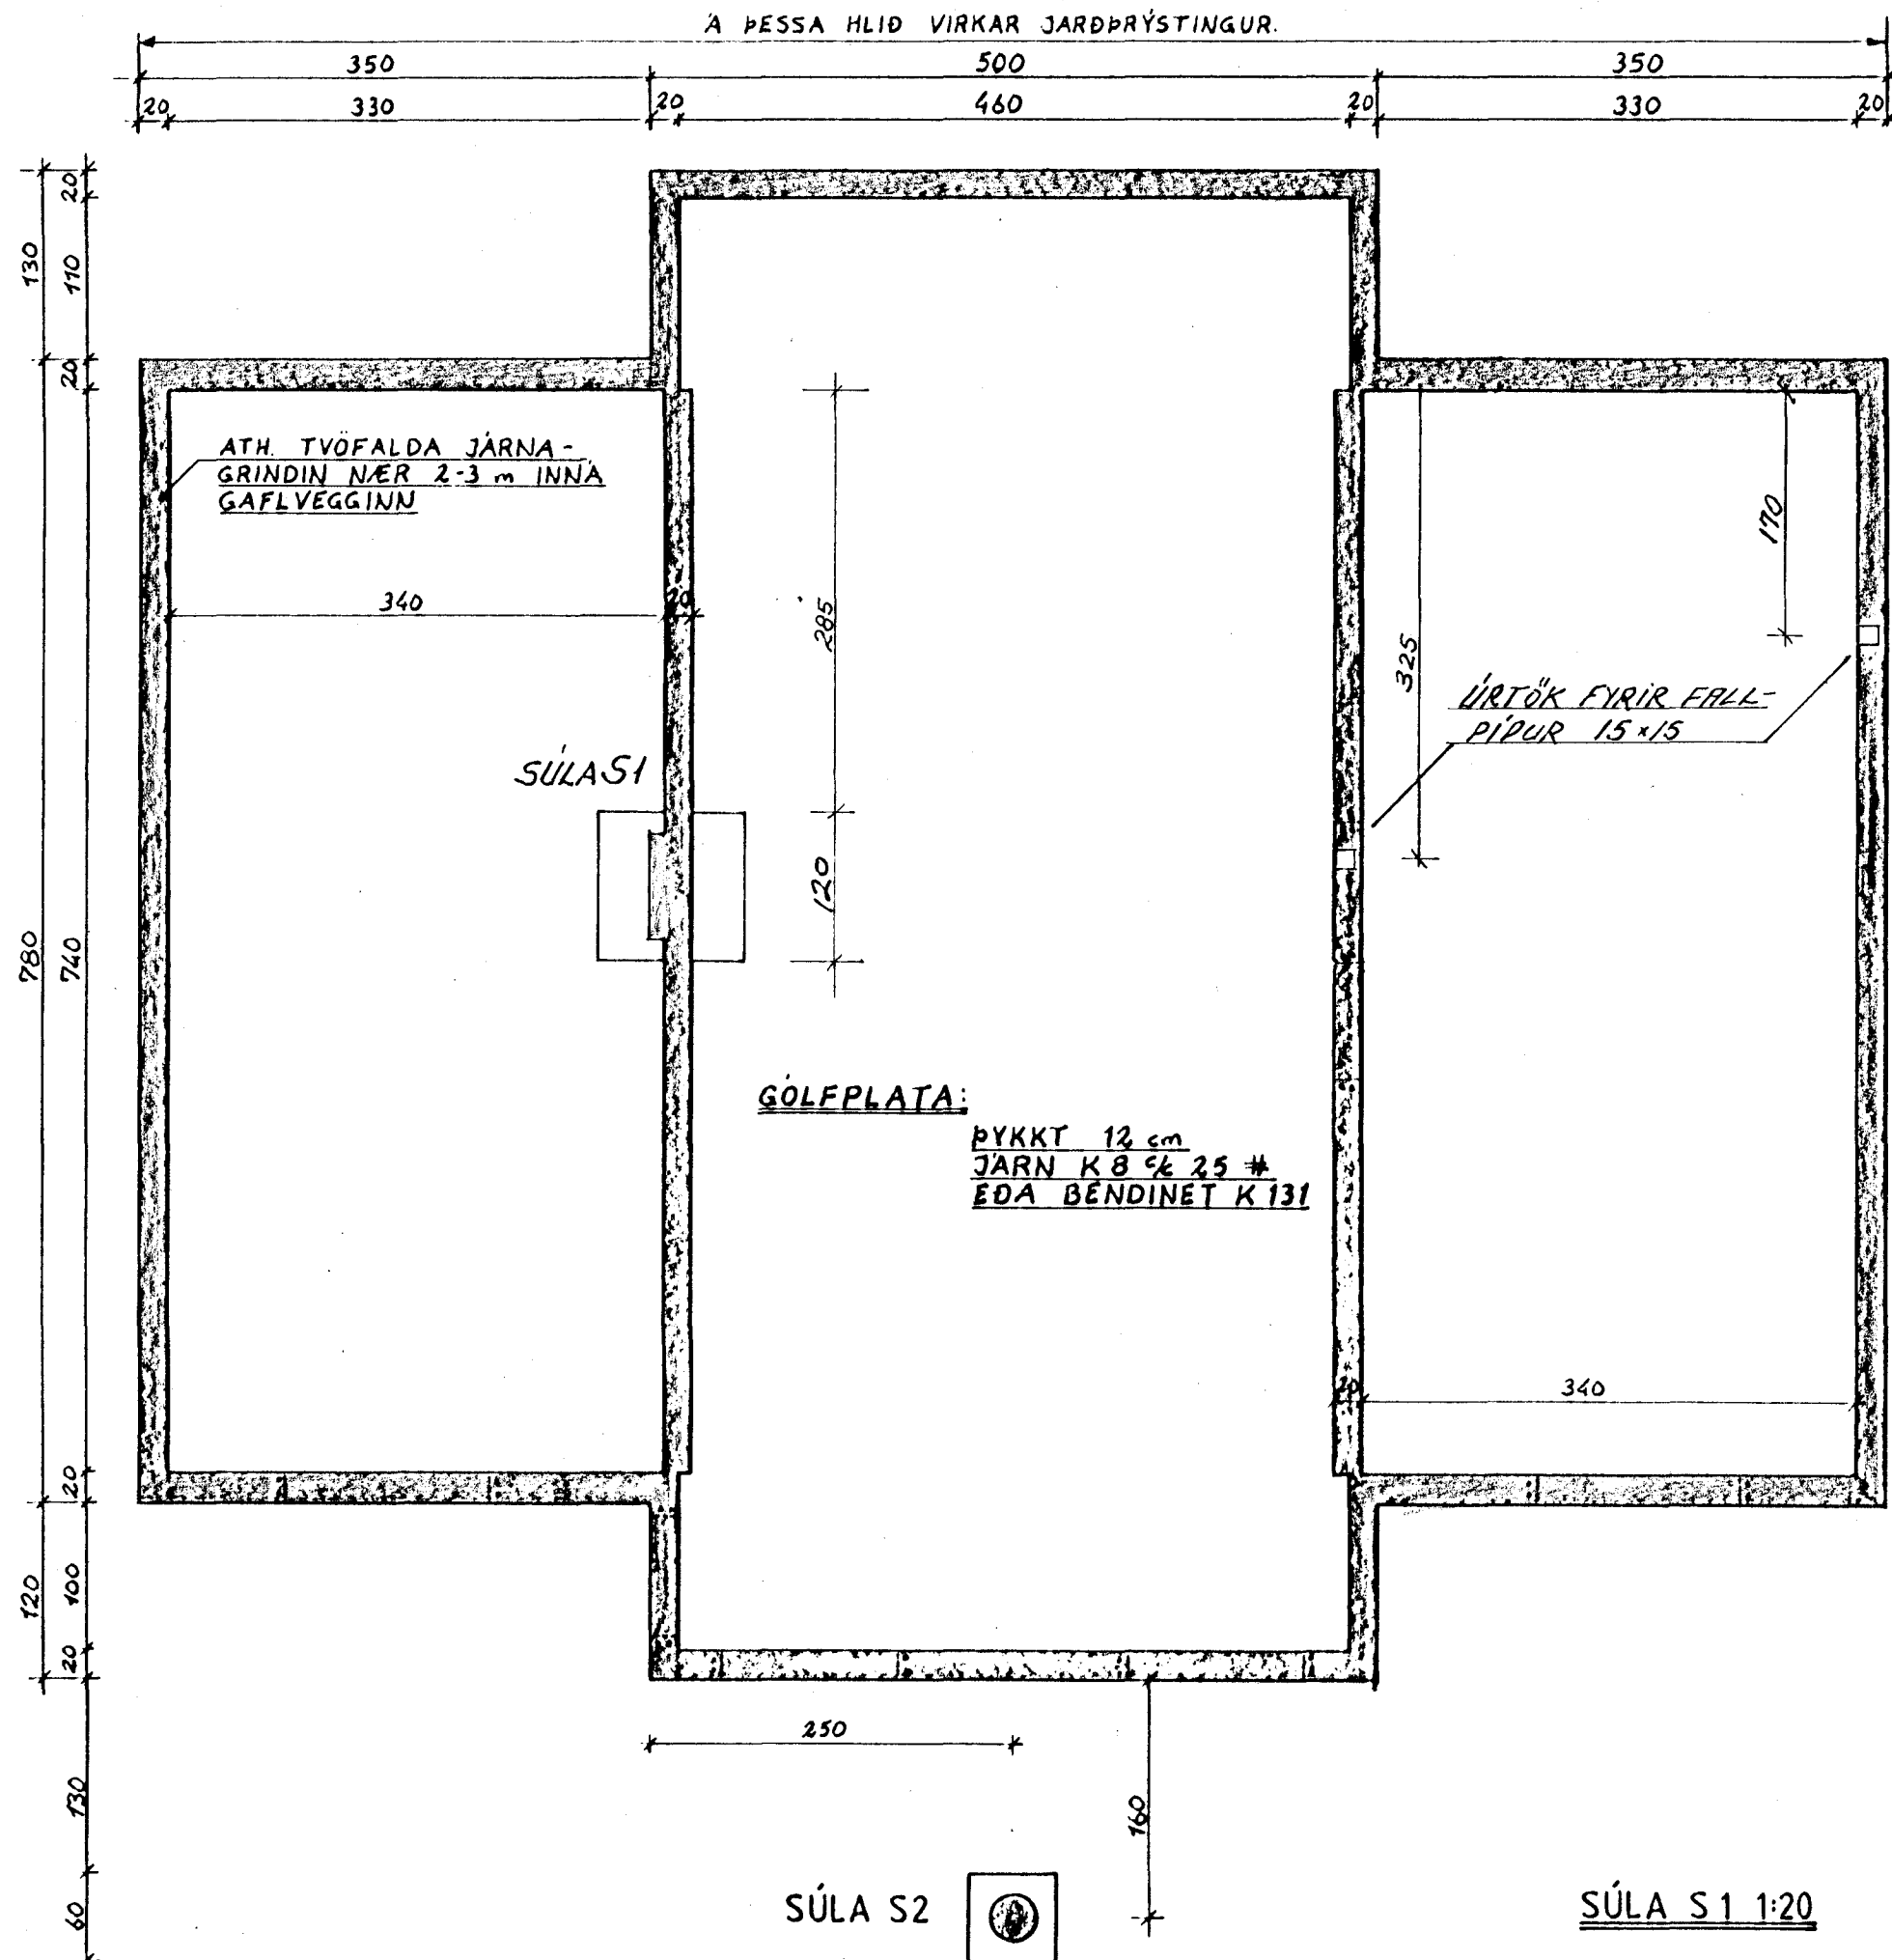 Á ÞESSA HLIÐ VIRKAR JARÐÞRÝSTINGUR.
350 500 350
20 330 20 460 20 330 20
130 20
110
20
ATH. TVÖFALDA JÁRNA-
GRINDIN NÆR 2-3 m INNÁ
GAFLVEGGINN
170
340 20
285
325
ÚRTÖK FYRIR FALL-
PÍPUR 15×15
SÚLA S1
120
780 740
GÓLFPLATA:
ÞYKKT 12 cm
JÁRN K 8 c/c 25 #
EÐA BENDINET K 131
20 340
20
120 100
20
250
130
160
60
SÚLA S2
SÚLA S 1 1:20